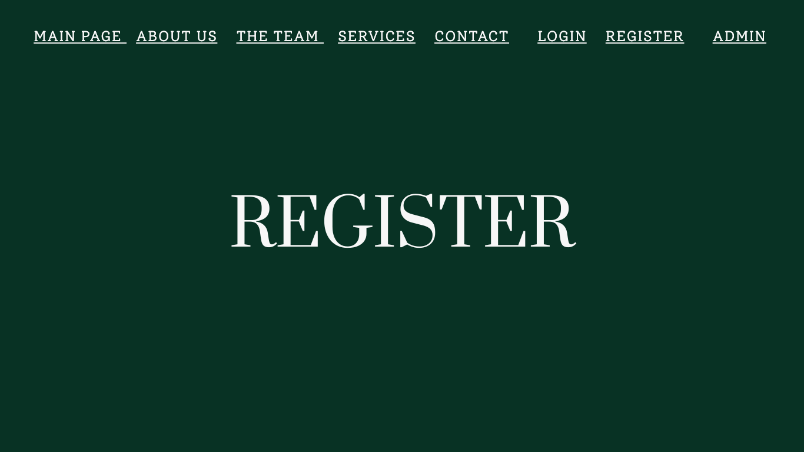 MAIN PAGE ABOUT US THE TEAM SERVICES CONTACT LOGIN REGISTER ADMIN
REGISTER